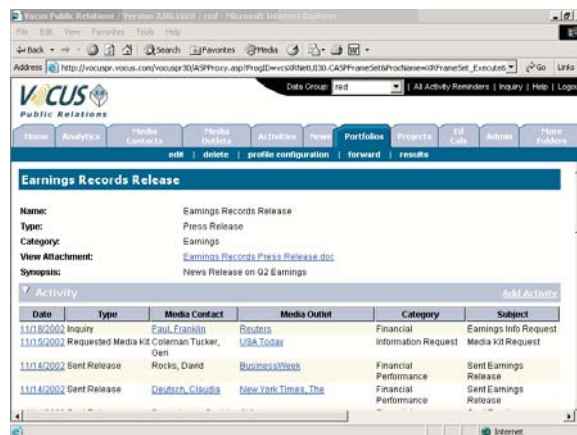 Vocus Public Relations / Version 2.00.1020 / red - Microsoft Internet Explorer
File Edit View Favorites Tools Help
Back Search Favorites Media
Address http://vocuspr.vocus.com/vocuspr30/ASPProxy.asp?
Go Links
VOCUS
Public Relations
Data Group: red | All Activity Reminders | Inquiry | Help | Logo
Home Analytics Media Contacts Media Outlets Activities News Portfolios Projects Ed Cals Admin More Folders
edit | delete | profile configuration | forward | results
Earnings Records Release
Name: Earnings Records Release
Type: Press Release
Category: Earnings
View Attachment: Earnings Records Press Release.doc
Synopsis: News Release on Q2 Earnings
Activity Add Activity
Date Type Media Contact Media Outlet Category Subject
11/18/2002 Inquiry Paul, Franklin Reuters Financial Earnings Info Request
11/15/2002 Requested Media Kit Coleman Tucker, Geri USA Today Information Request Media Kit Request
11/14/2002 Sent Release Rocks, David BusinessWeek Financial Performance Sent Earnings Release
11/14/2002 Sent Release Deutsch, Claudia New York Times, The Financial Performance Sent Earnings Release
Internet